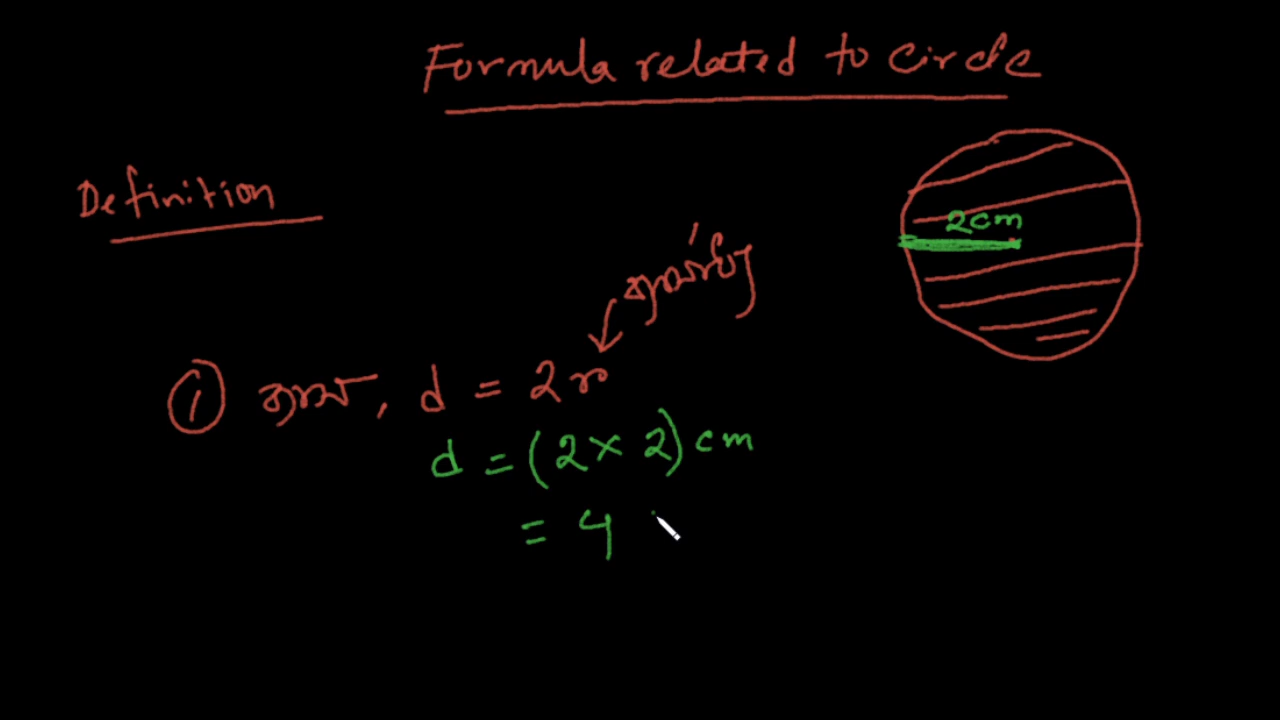 Formula related to circle
Definition
2cm
ব্যাসার্ধ
① ব্যাস, d = 2r
d = (2 × 2) cm
= 4